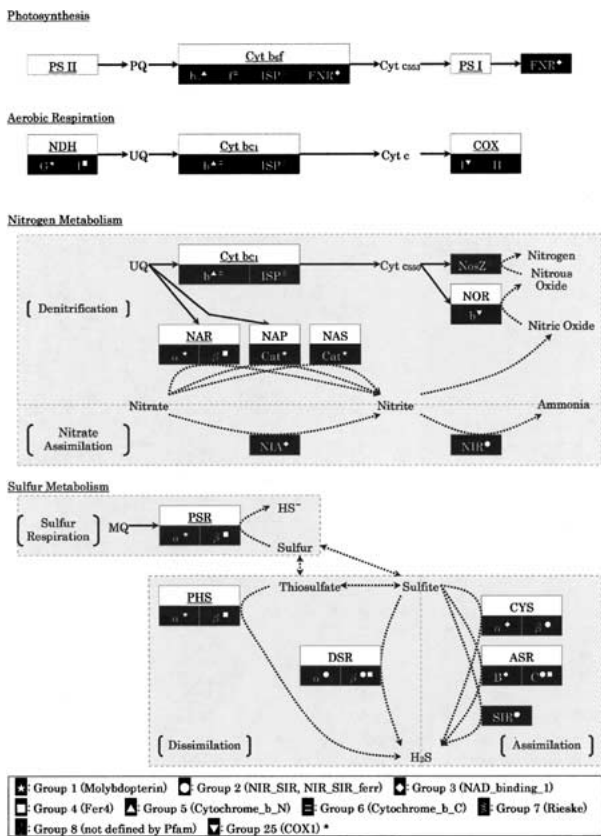 Photosynthesis
PS II PQ Cyt b₆f Cyt c₅₅₃ PS I FNR
b₆ f ISP FNR
Aerobic Respiration
NDH UQ Cyt bc₁ Cyt c COX
G I b ISP I II
Nitrogen Metabolism
UQ Cyt bc₁ Cyt c₅₅₀ NosZ Nitrogen
b ISP
Nitrous
Oxide
[Denitrification] NOR
b
NAR NAP NAS Nitric Oxide
α β Cat Cat
Nitrate Nitrite Ammonia
[Nitrate
Assimilation] NIA NIR
Sulfur Metabolism
[Sulfur
Respiration] MQ PSR HS⁻
α β Sulfur
Thiosulfate Sulfite
PHS CYS
α β α β
DSR ASR
α β B C
SIR
[Dissimilation] H₂S [Assimilation]
★: Group 1 (Molybdopterin) ●: Group 2 (NIR_SIR, NIR_SIR_ferr) ◆: Group 3 (NAD_binding_1)
■: Group 4 (Fer4) ▲: Group 5 (Cytochrome_b_N) : Group 6 (Cytochrome_b_C) : Group 7 (Rieske)
: Group 8 (not defined by Pfam) ▼: Group 25 (COX1) *